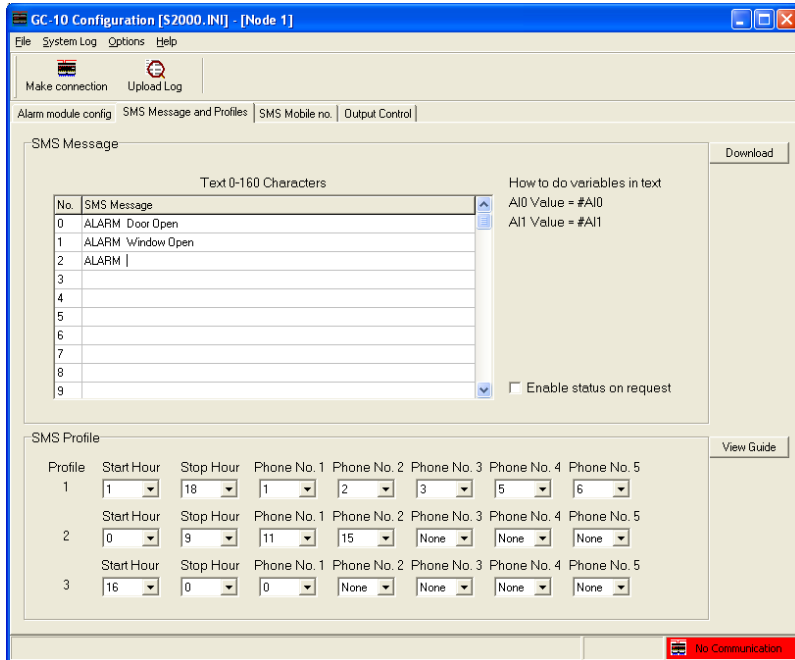 GC-10 Configuration [S2000.INI] - [Node 1]
File System Log Options Help
Make connection Upload Log
Alarm module config SMS Message and Profiles SMS Mobile no. Output Control
SMS Message
Download
Text 0-160 Characters
How to do variables in text
No. SMS Message
AI0 Value = #AI0
0 ALARM Door Open
AI1 Value = #AI1
1 ALARM Window Open
2 ALARM
3
4
5
6
7
8
9
Enable status on request
SMS Profile
View Guide
Profile Start Hour Stop Hour Phone No. 1 Phone No. 2 Phone No. 3 Phone No. 4 Phone No. 5
1 1 18 1 2 3 5 6
Start Hour Stop Hour Phone No. 1 Phone No. 2 Phone No. 3 Phone No. 4 Phone No. 5
2 0 9 11 15 None None None
Start Hour Stop Hour Phone No. 1 Phone No. 2 Phone No. 3 Phone No. 4 Phone No. 5
3 16 0 0 None None None None
No Communication